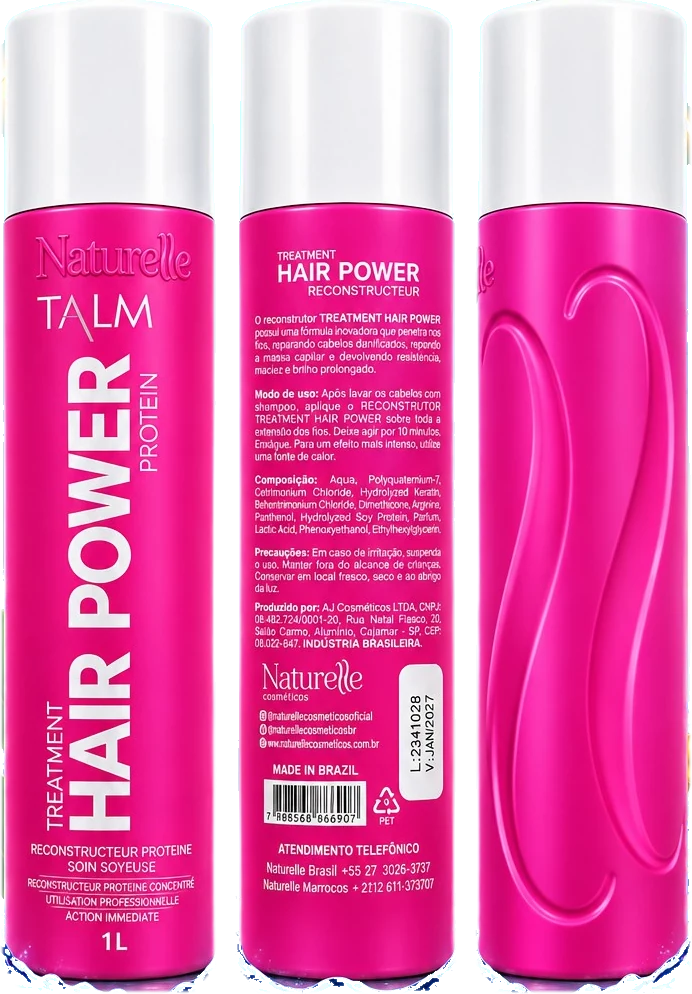 Naturelle
TALM
TREATMENT
HAIR POWER
PROTEIN
RECONSTRUCTEUR PROTEINE
SOIN SOYEUSE
RECONSTRUCTEUR PROTEINE CONCENTRÉ
UTILISATION PROFESSIONNELLE
ACTION IMMEDIATE
1L
TREATMENT
HAIR POWER
RECONSTRUCTEUR
O reconstrutor TREATMENT HAIR POWER
possui uma fórmula inovadora que penetra nos
fios, reparando cabelos danificados, repondo
a massa capilar e devolvendo resistência,
maciez e brilho prolongado.
Modo de uso: Após lavar os cabelos com
shampoo, aplique o RECONSTRUTOR
TREATMENT HAIR POWER sobre toda a
extensão dos fios. Deixe agir por 10 minutos.
Enxágue. Para um efeito mais intenso, utilize
uma fonte de calor.
Composição: Aqua, Polyquaternium-7,
Cetrimonium Chloride, Hydrolyzed Keratin,
Behentrimonium Chloride, Dimethicone, Arginine,
Panthenol, Hydrolyzed Soy Protein, Parfum,
Lactic Acid, Phenoxyethanol, Ethylhexylglycerin.
Precauções: Em caso de irritação, suspenda
o uso. Manter fora do alcance de crianças.
Conservar em local fresco, seco e ao abrigo
da luz.
Produzido por: AJ Cosméticos LTDA, CNPJ:
08.482.724/0001-20, Rua Natal Flasco, 20,
Salão Carmo, Alumínio, Cajamar - SP, CEP:
08.022-847. INDÚSTRIA BRASILEIRA.
Naturelle
cosméticos
@naturellecosmeticosoficial
@naturellecosmeticosbr
www.naturellecosmeticos.com.br
L:2341028
V:JAN/2027
MADE IN BRAZIL
7 898568 866907
PET
ATENDIMENTO TELEFÔNICO
Naturelle Brasil +55 27 3026-3737
Naturelle Marrocos + 2212 611-373707
lle